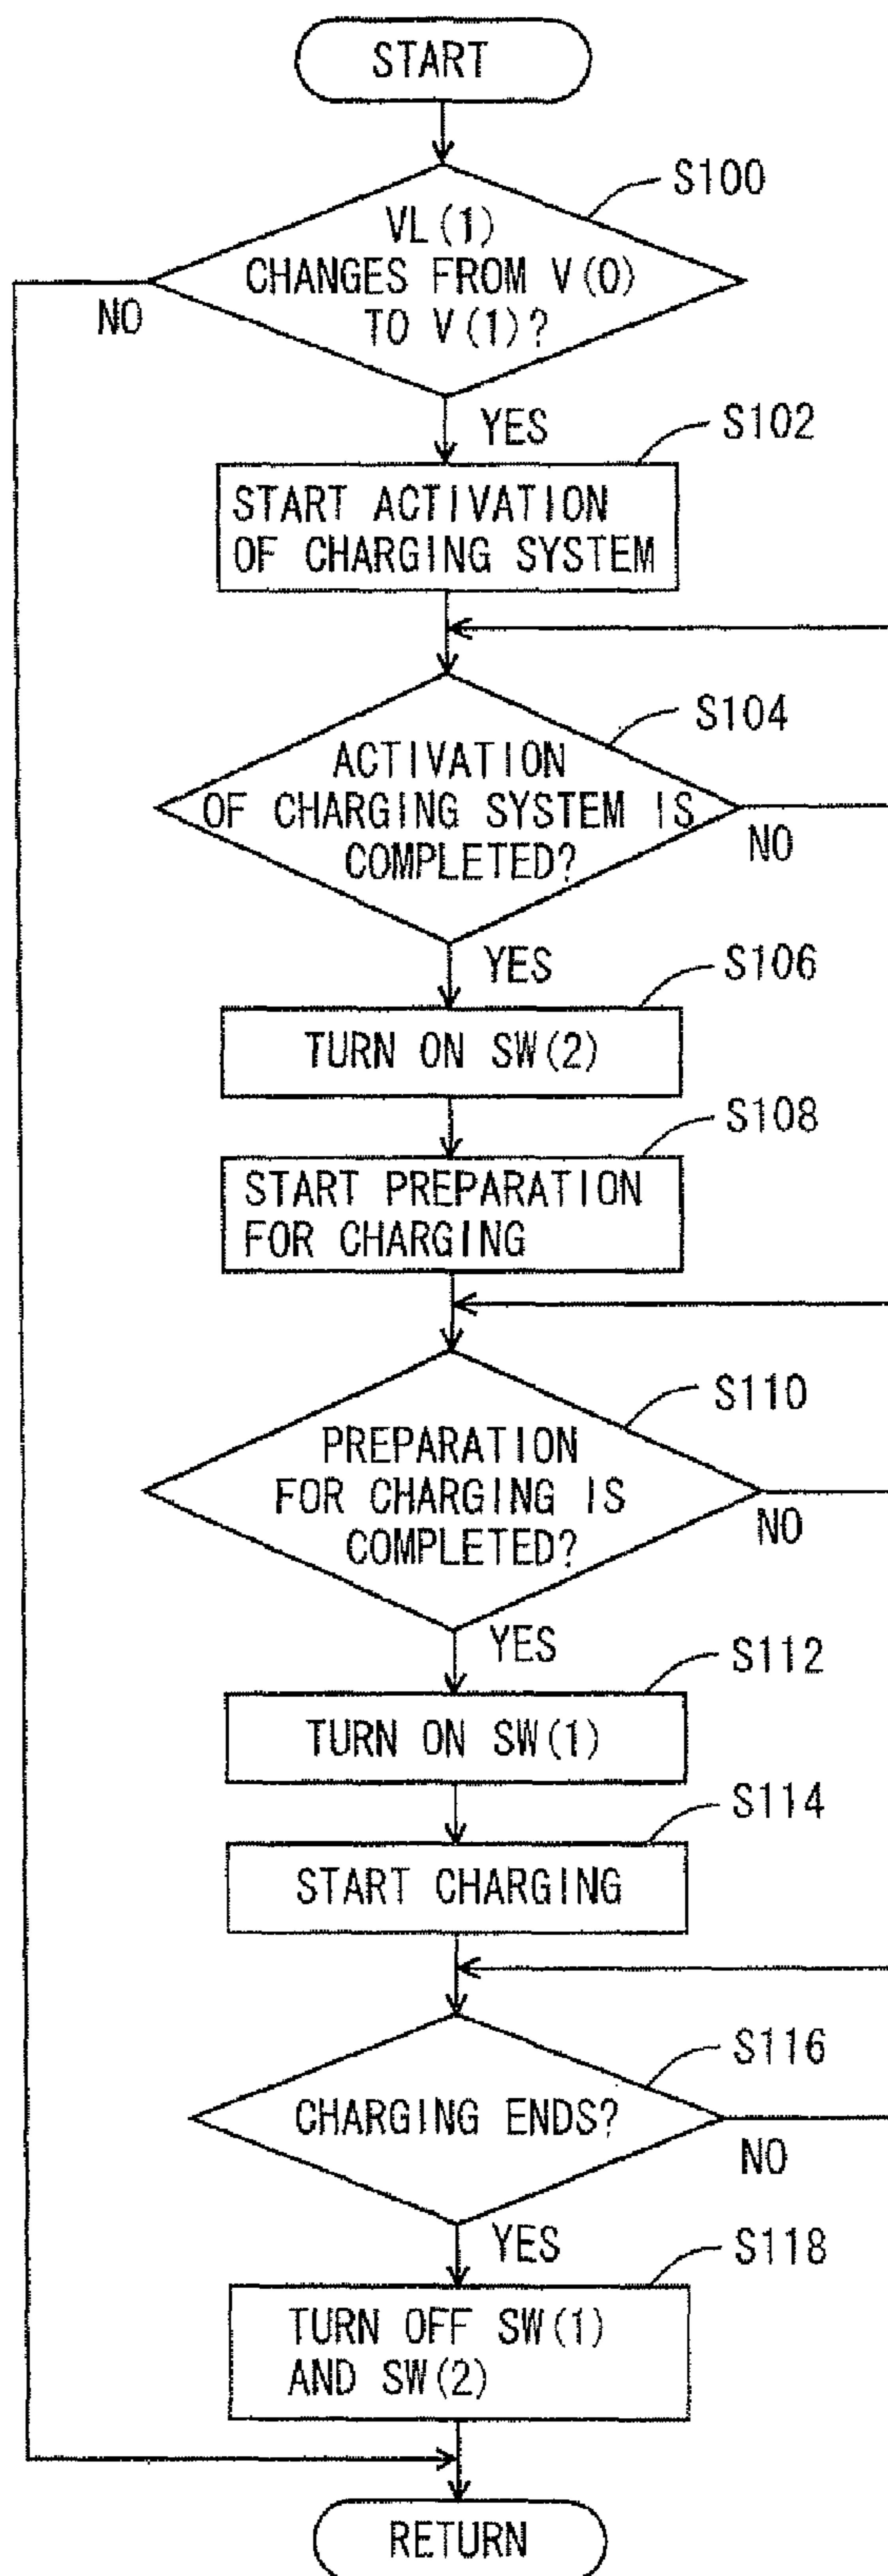 START
S100
VL(1)
CHANGES FROM V(0)
TO V(1)?
NO
YES
S102
START ACTIVATION
OF CHARGING SYSTEM
S104
ACTIVATION
OF CHARGING SYSTEM IS
COMPLETED?
NO
YES
S106
TURN ON SW(2)
S108
START PREPARATION
FOR CHARGING
S110
PREPARATION
FOR CHARGING IS
COMPLETED?
NO
YES
S112
TURN ON SW(1)
S114
START CHARGING
S116
CHARGING ENDS?
NO
YES
S118
TURN OFF SW(1)
AND SW(2)
RETURN